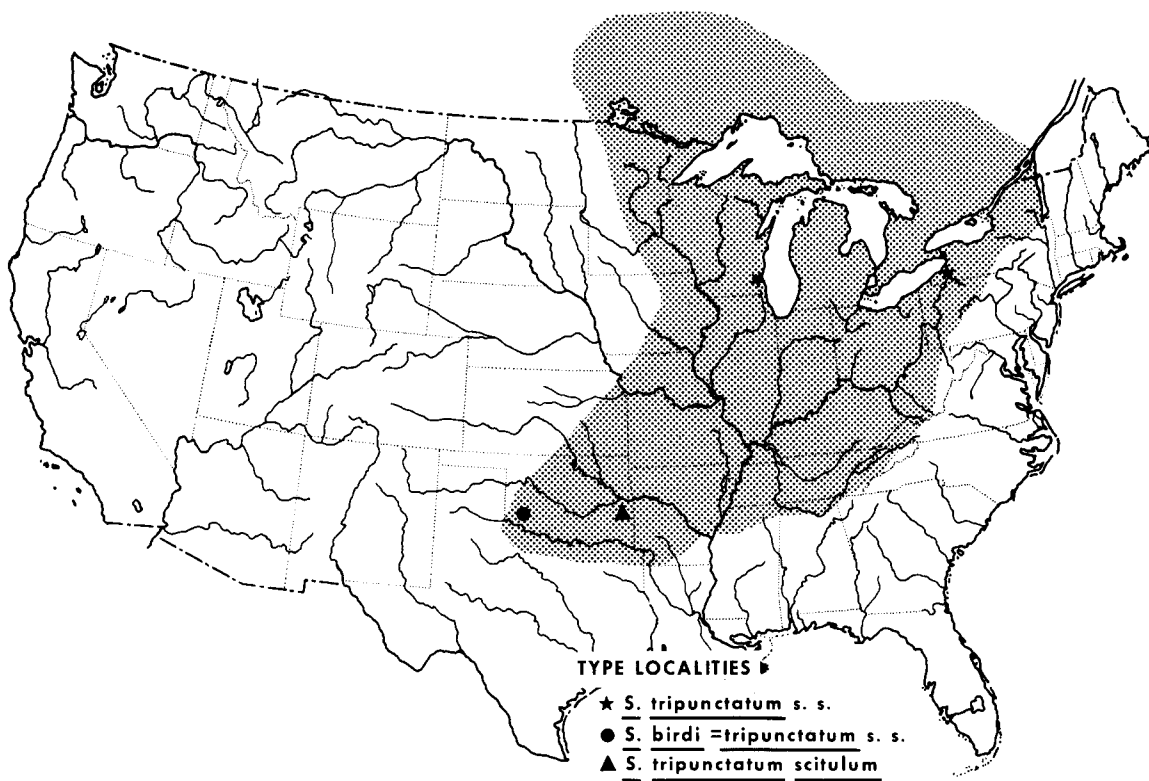 TYPE LOCALITIES
★ S. tripunctatum s. s.
● S. birdi =tripunctatum s. s.
▲ S. tripunctatum scitulum